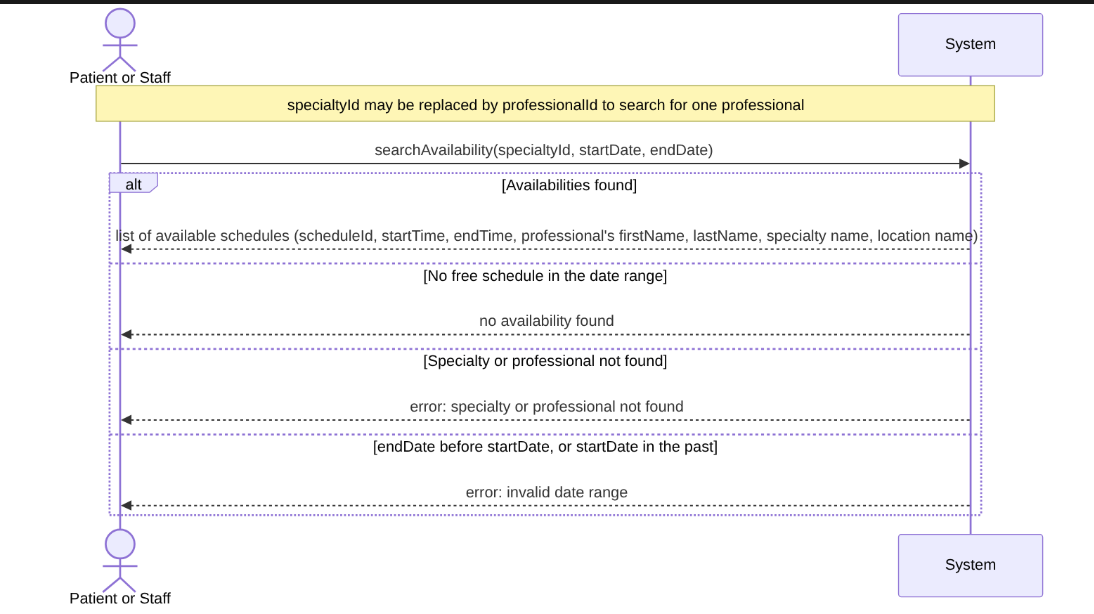 Patient or Staff
System
specialtyId may be replaced by professionalId to search for one professional
searchAvailability(specialtyId, startDate, endDate)
alt
[Availabilities found]
list of available schedules (scheduleId, startTime, endTime, professional's firstName, lastName, specialty name, location name)
[No free schedule in the date range]
no availability found
[Specialty or professional not found]
error: specialty or professional not found
[endDate before startDate, or startDate in the past]
error: invalid date range
Patient or Staff
System